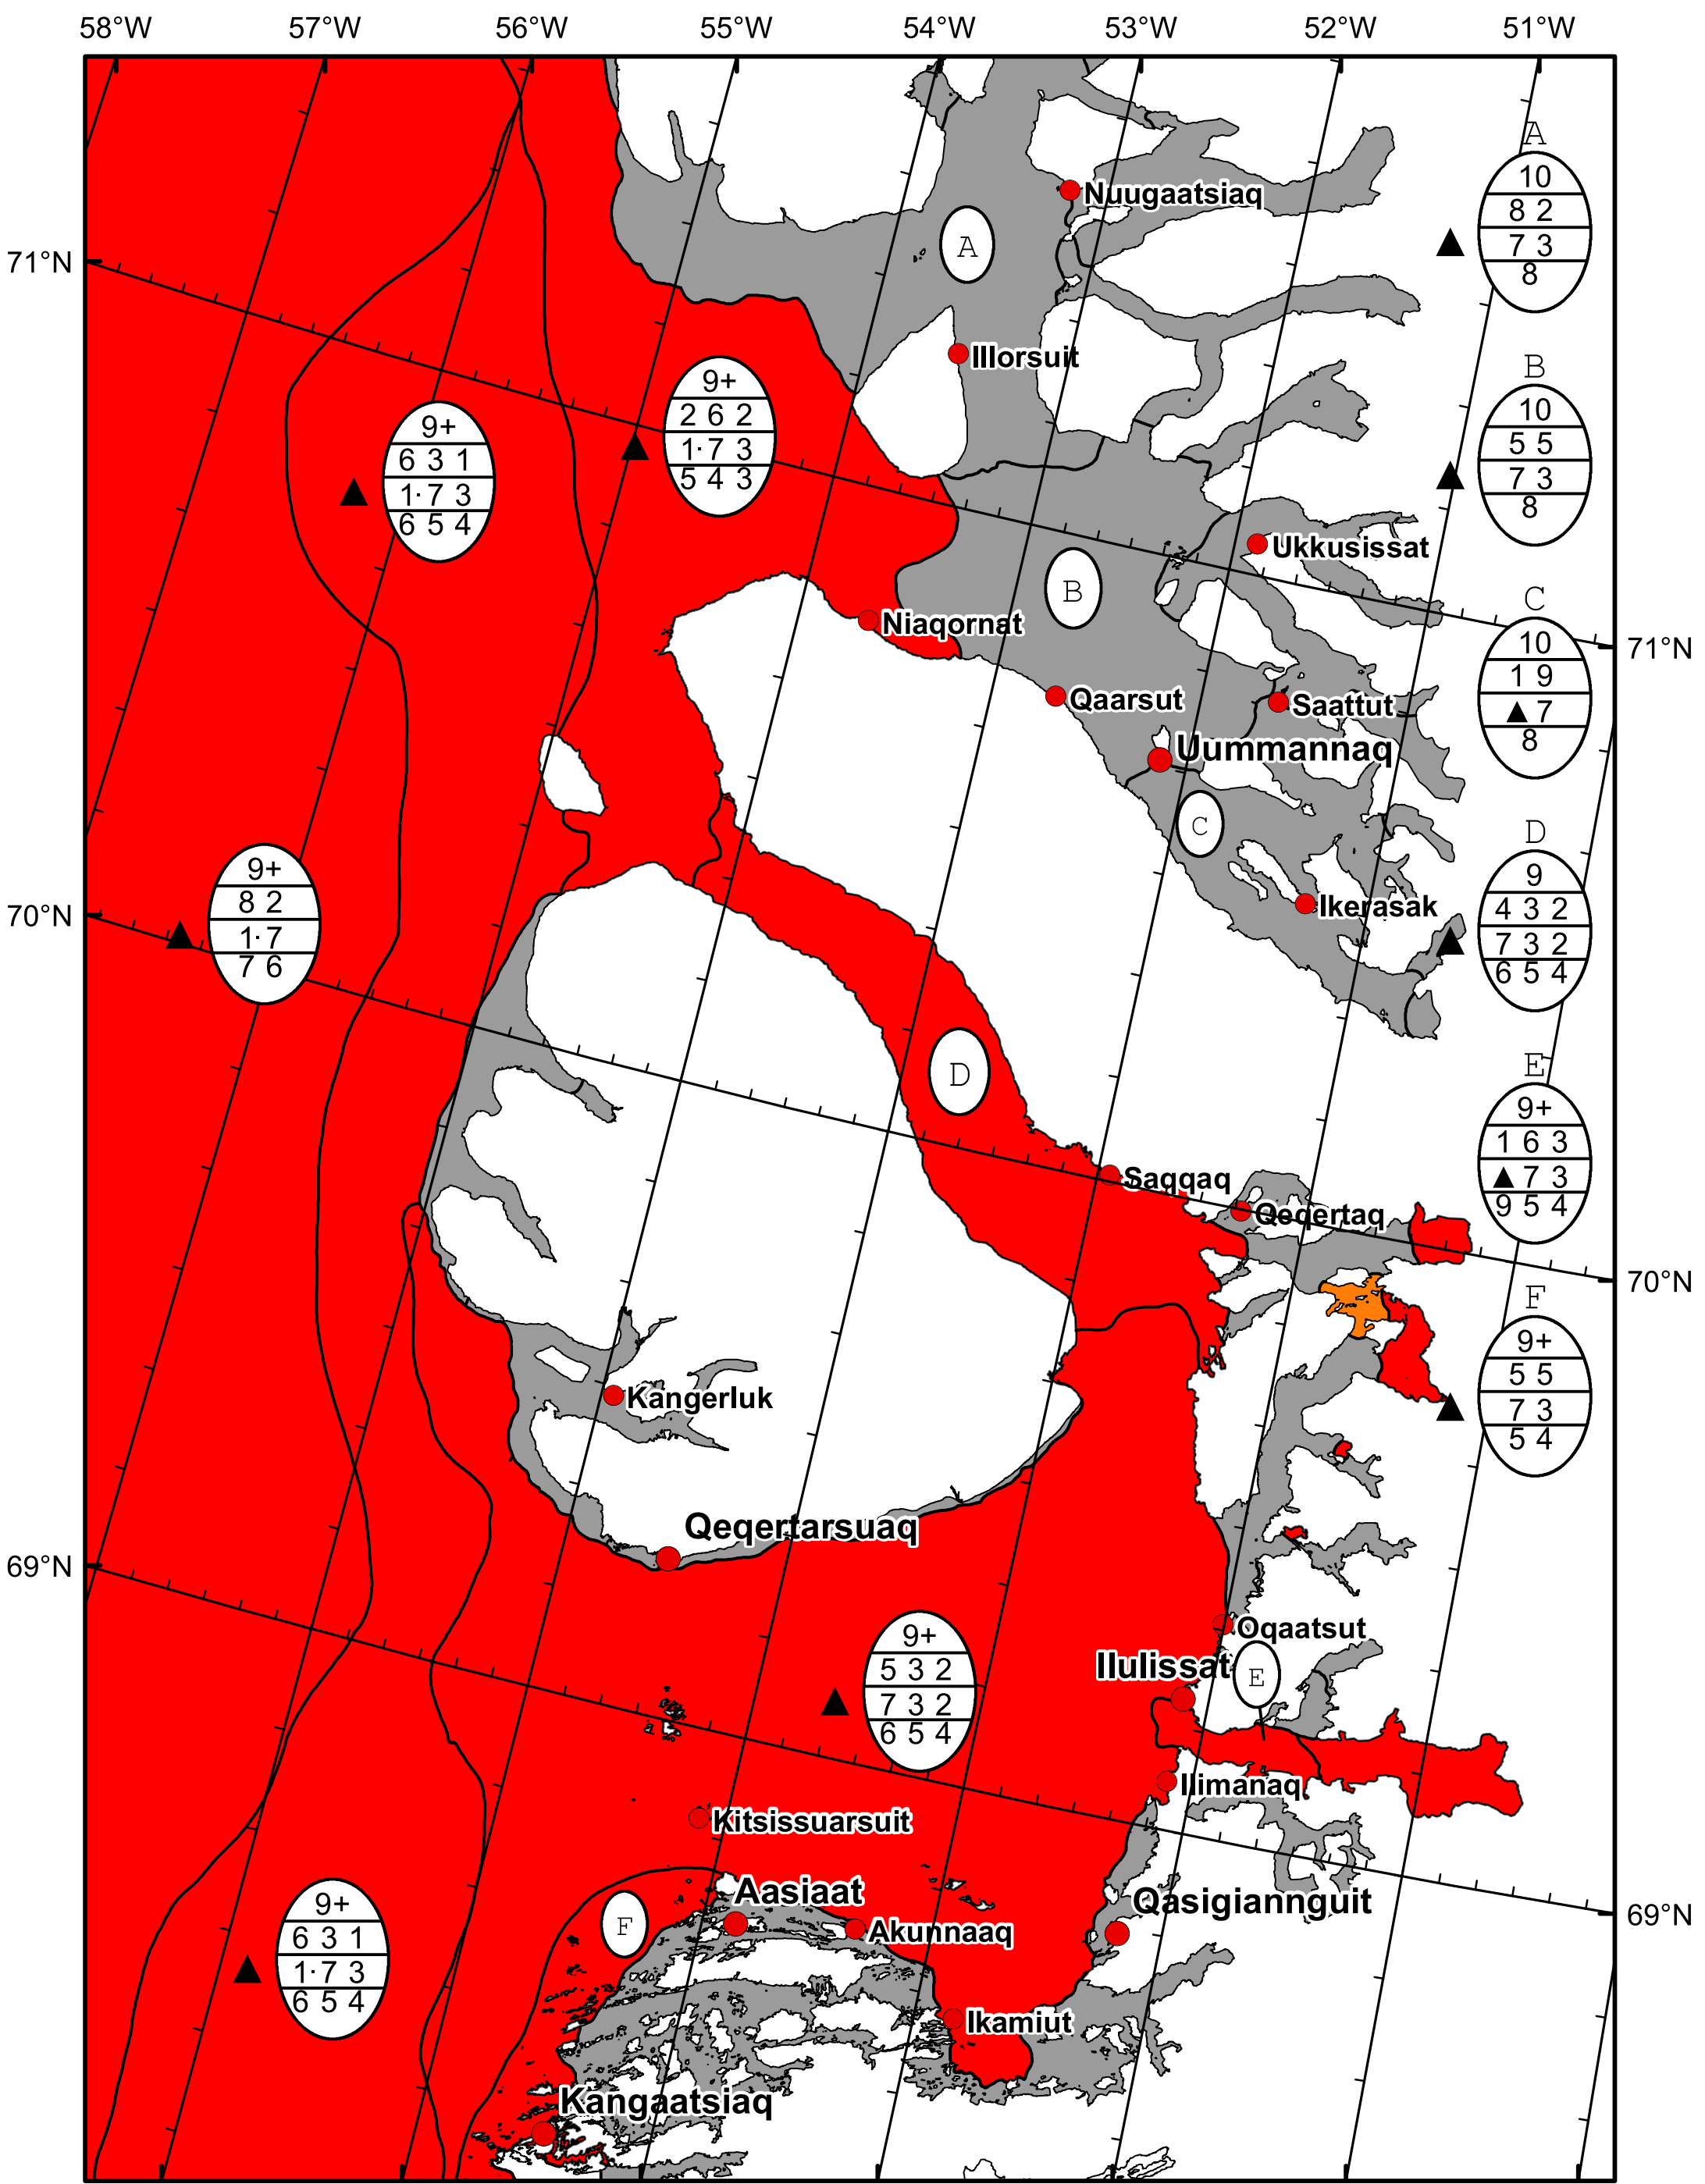 58°W 57°W 56°W 55°W 54°W 53°W 52°W 51°W
A
10
8 2
7 3
8
Nuugaatsiaq
A
71°N
Illorsuit
9+
2 6 2
1· 7 3
5 4 3
B
10
5 5
7 3
8
9+
6 3 1
1· 7 3
6 5 4
Ukkusissat
B
C
10
1 9
▲ 7
8
Niaqornat
71°N
Qaarsut
Saattut
Uummannaq
C
D
9
4 3 2
7 3 2
6 5 4
9+
8 2
1· 7
7 6
Ikerasak
70°N
D
E
9+
1 6 3
▲ 7 3
9 5 4
Saqqaq
Qeqertaq
70°N
F
9+
5 5
7 3
5 4
Kangerluk
Qeqertarsuaq
69°N
Oqaatsut
Ilulissat
E
9+
5 3 2
7 3 2
6 5 4
Ilimanaq
Kitsissuarsuit
Aasiaat
Qasigiannguit
69°N
F
Akunnaaq
9+
6 3 1
1· 7 3
6 5 4
Ikamiut
Kangaatsiaq